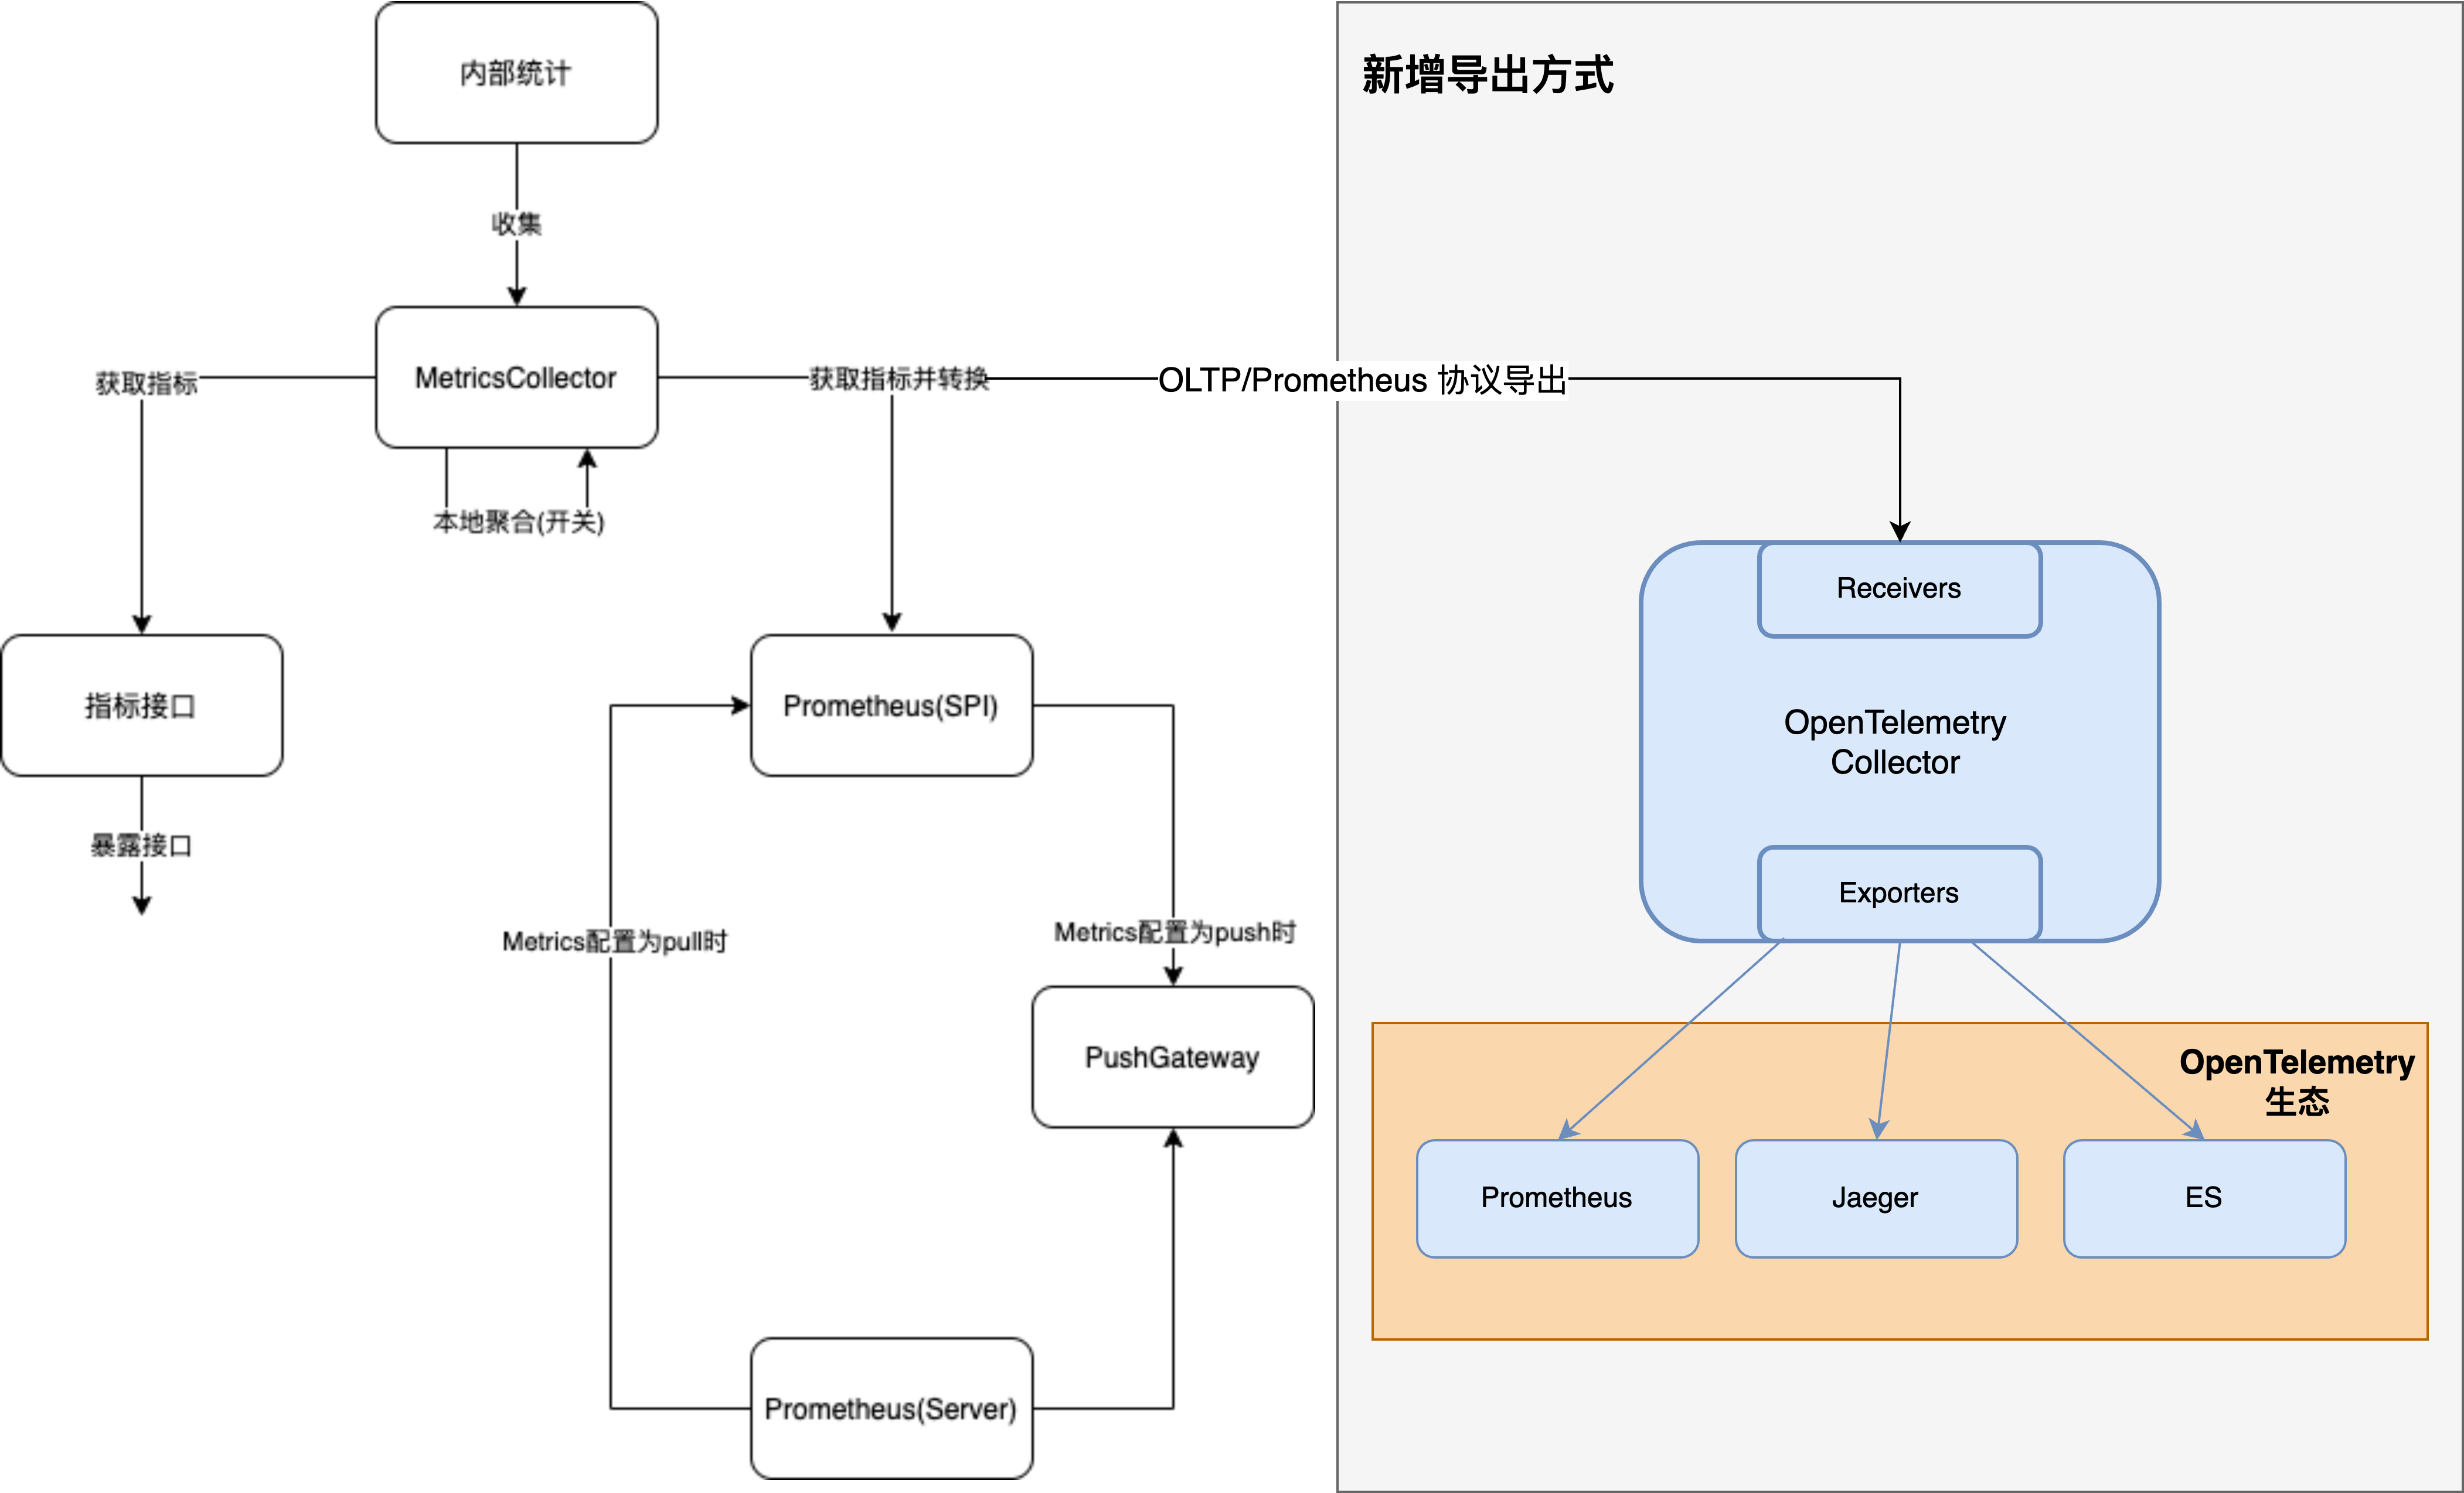 内部统计
新增导出方式
收集
获取指标
MetricsCollector
获取指标并转换
OLTP/Prometheus 协议导出
本地聚合(开关)
Receivers
指标接口
Prometheus(SPI)
OpenTelemetry
Collector
暴露接口
Exporters
Metrics配置为pull时
Metrics配置为push时
PushGateway
OpenTelemetry
生态
Prometheus
Jaeger
ES
Prometheus(Server)